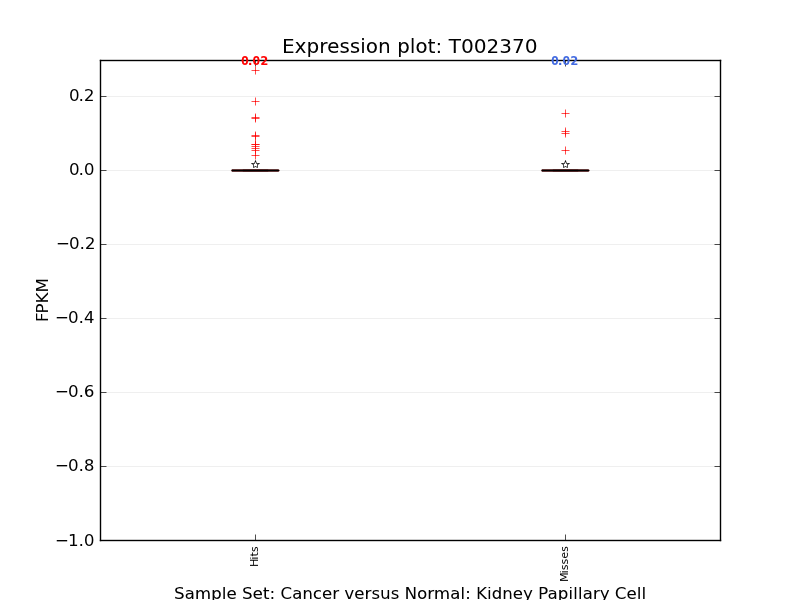 Expression plot: T002370
0.02
0.02
0.2
0.0
−0.2
−0.4
−0.6
−0.8
−1.0
FPKM
Hits
Misses
Sample Set: Cancer versus Normal: Kidney Papillary Cell